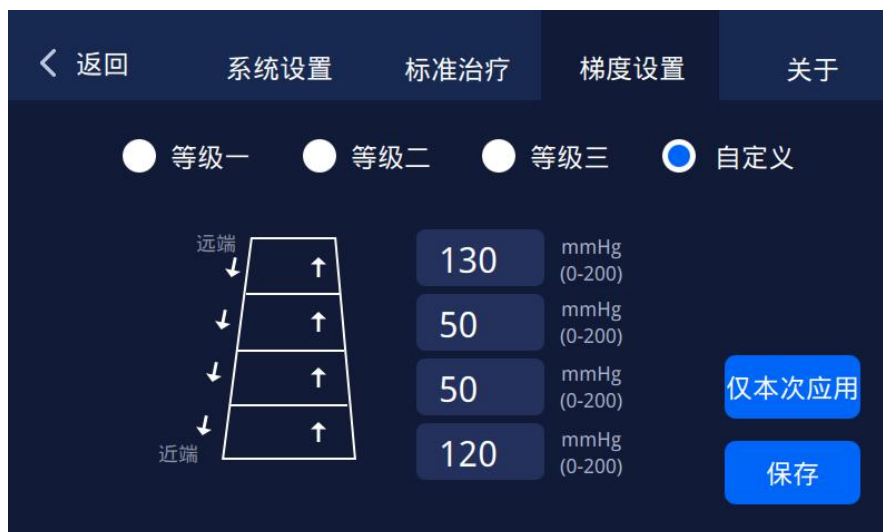 返回 系统设置 标准治疗 梯度设置 关于
等级一 等级二 等级三 自定义
远端
130 mmHg
(0-200)
50 mmHg
(0-200)
50 mmHg
(0-200)
仅本次应用
近端
120 mmHg
(0-200)
保存